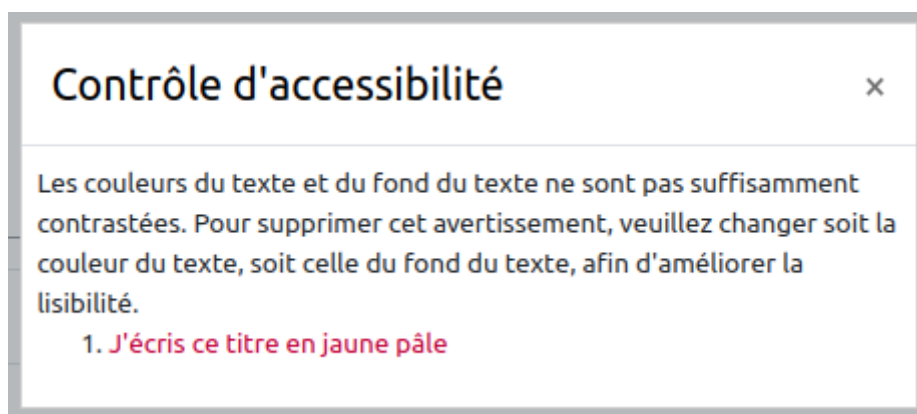 Contrôle d'accessibilité ×
Les couleurs du texte et du fond du texte ne sont pas suffisamment
contrastées. Pour supprimer cet avertissement, veuillez changer soit la
couleur du texte, soit celle du fond du texte, afin d'améliorer la
lisibilité.
1. J'écris ce titre en jaune pâle